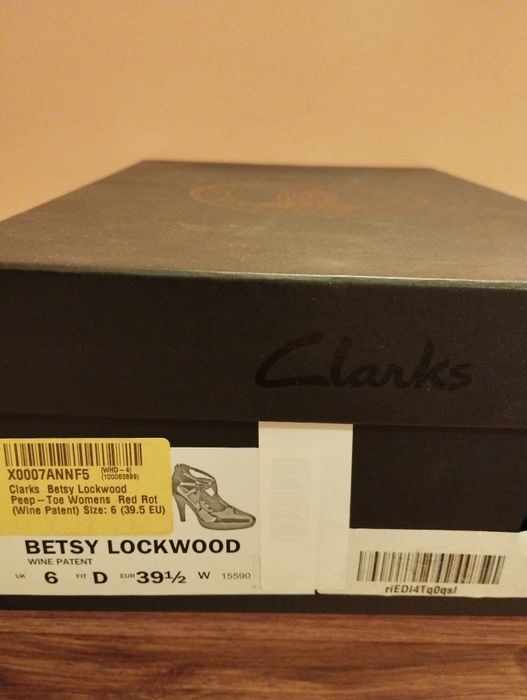 Clarks
X0007ANNF5
(WHD-4)
(100083899)
Clarks Betsy Lockwood
Peep-Toe Womens Red Rot
(Wine Patent) Size: 6 (39.5 EU)
BETSY LOCKWOOD
WINE PATENT
UK 6 FIT D EUR 39½ W 15590
riEDI4Tq0qsl